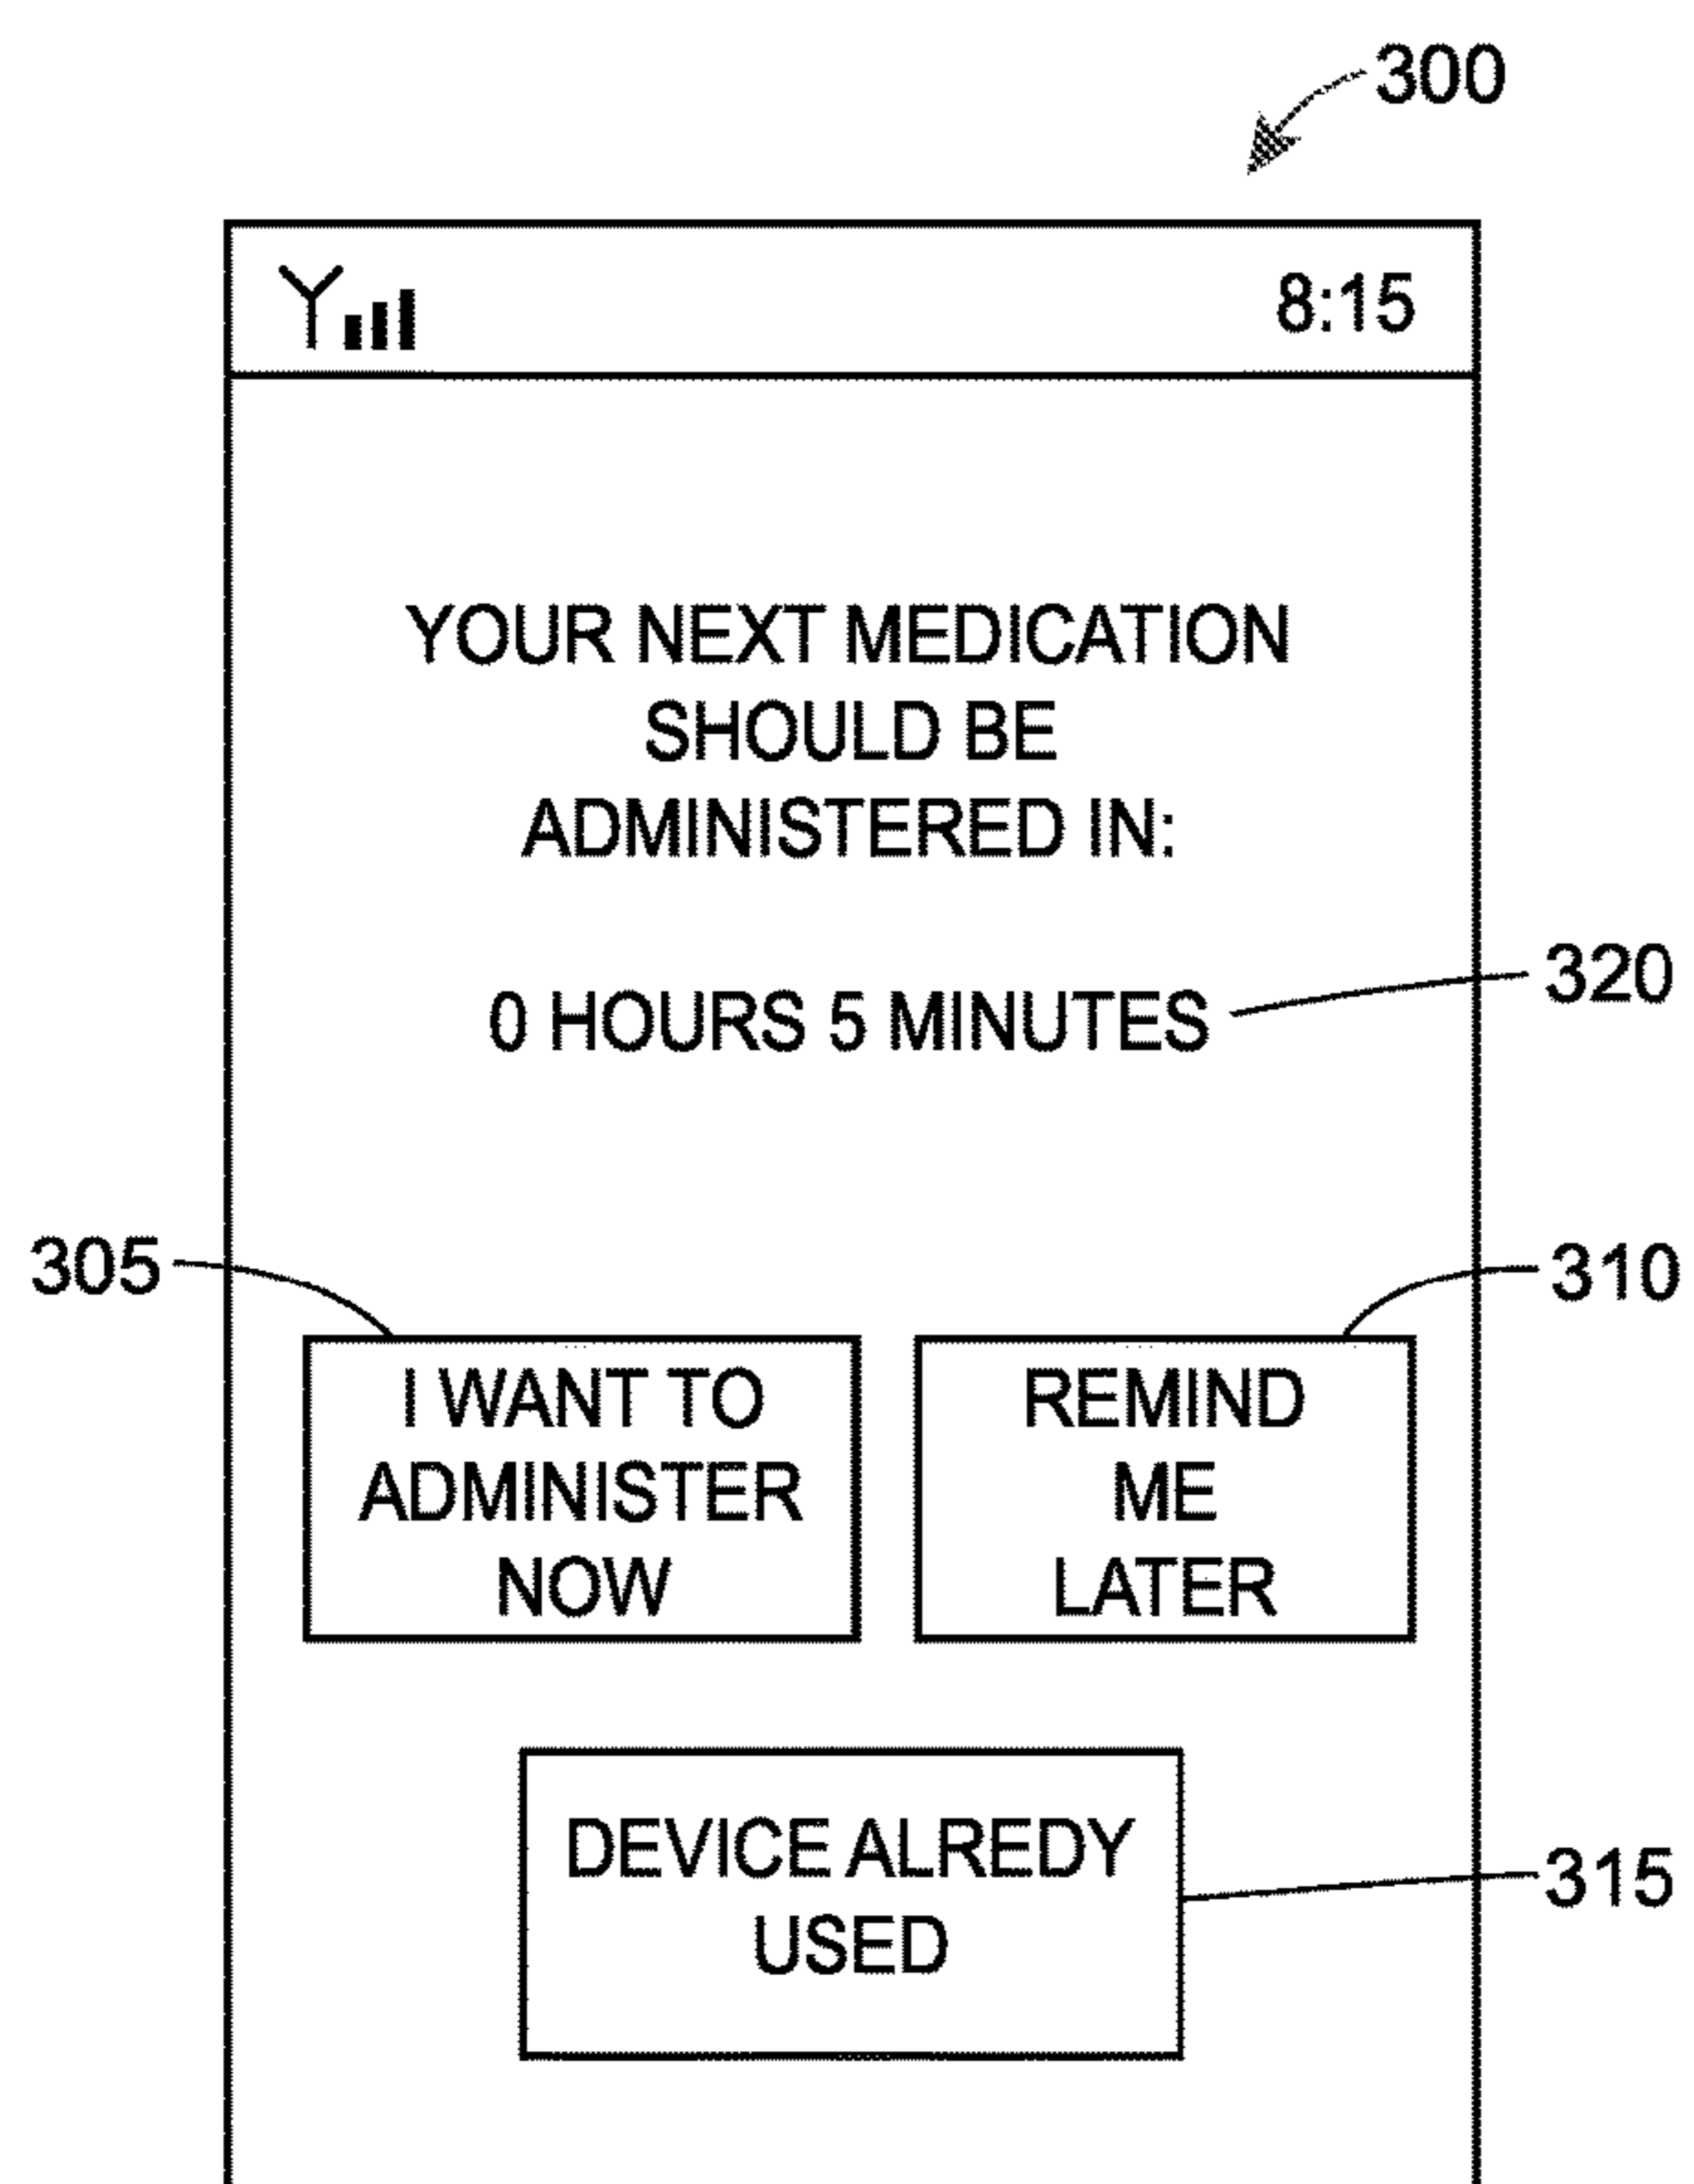 300
8:15
YOUR NEXT MEDICATION
SHOULD BE
ADMINISTERED IN:
320
0 HOURS 5 MINUTES
305
310
I WANT TO
ADMINISTER
NOW
REMIND
ME
LATER
DEVICE ALREDY
USED
315